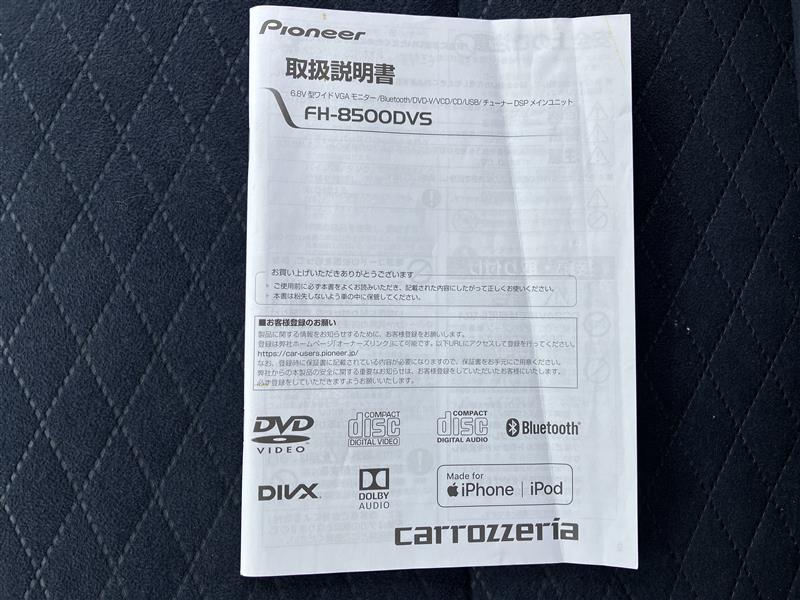 Pioneer
取扱説明書
6.8V 型ワイド VGA モニター /Bluetooth/DVD-V/VCD/CD/USB/ チューナー DSP メインユニット
FH-8500DVS
お買い上げいただきありがとうございます
• ご使用前に必ず本書をよくお読みいただき、記載された内容にしたがって正しくお使いください。
• 本書は紛失しないよう車の中に保管してください。
■お客様登録のお願い
製品に関する情報をお知らせするために、お客様登録をお願いします。
登録は弊社ホームページ「オーナーズリンク」にて可能です。以下URLにアクセスして登録を行ってください。
https://car-users.pioneer.jp/
なお、登録時に保証書に記載されている内容が必要になりますので、保証書をお手元にご用意ください。
弊社からの本製品の安全に関する重要なお知らせは、お客様登録をしていただいたお客様にいたします。
必ず登録をしていただきますようお願いいたします。
DVD VIDEO
COMPACT disc DIGITAL VIDEO
COMPACT disc DIGITAL AUDIO
Bluetooth®
DIVX
DOLBY AUDIO
Made for
iPhone | iPod
carrozzeria